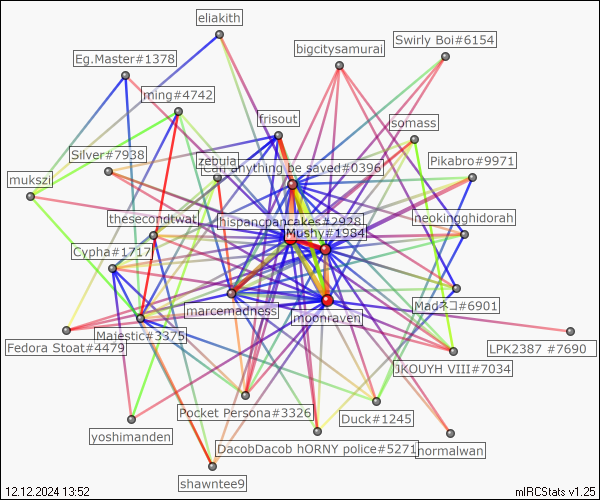 eliakith
Swirly Boi#6154
bigcitysamurai
Eg.Master#1378
ming#4742
frisout
somass
Silver#7938
zebula
can anything be saved#0396
Pikabro#9971
mukszi
thesecondtwat
hispanopancakes#2928
neokingghidorah
Mushy#1984
Cypha#1717
marcemadness
moonraven
Madネコ#6901
Majestic#3375
Fedora Stoat#4479
LPK2387 #7690
JKOUYH VIII#7034
Pocket Persona#3326
Duck#1245
yoshimanden
DacobDacob hORNY police#5271
normalwan
shawntee9
12.12.2024 13:52
mIRCStats v1.25